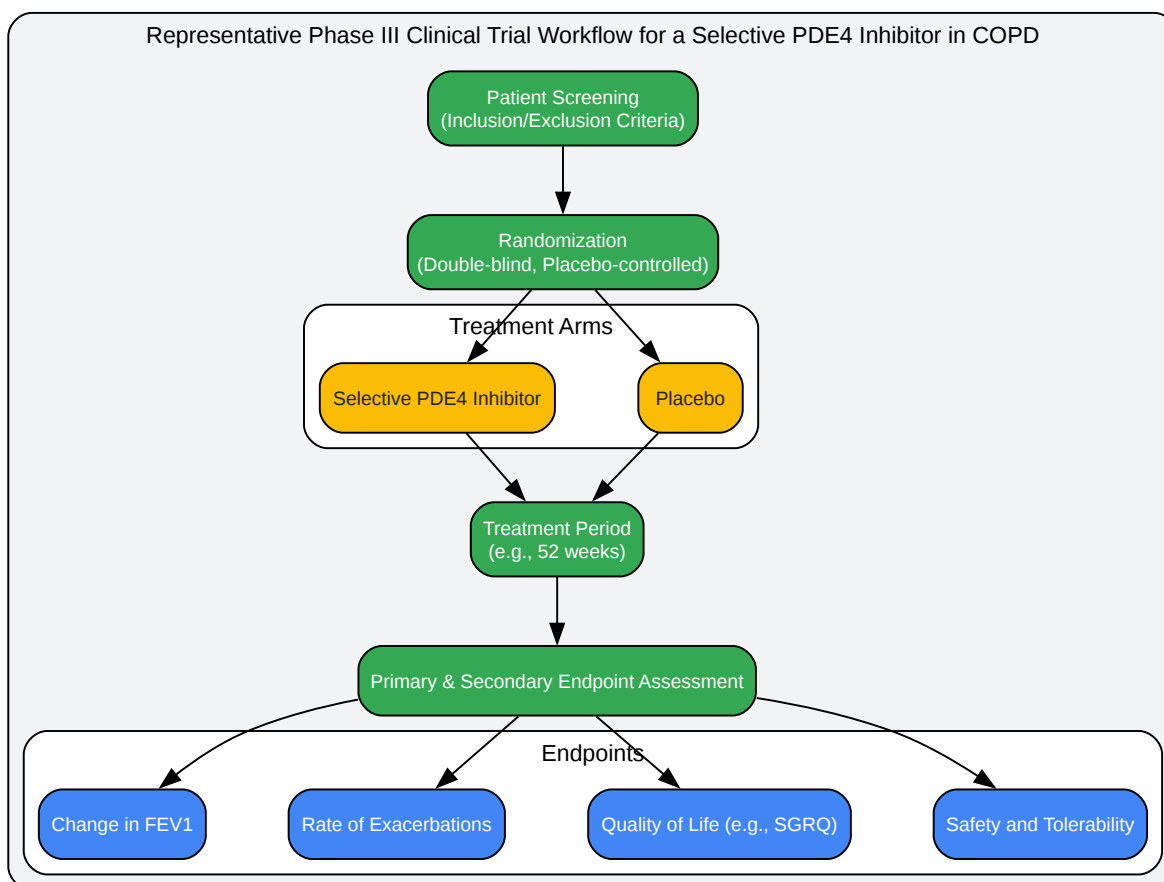 Representative Phase III Clinical Trial Workflow for a Selective PDE4 Inhibitor in COPD
Patient Screening
(Inclusion/Exclusion Criteria)
Randomization
(Double-blind, Placebo-controlled)
Treatment Arms
Selective PDE4 Inhibitor
Placebo
Treatment Period
(e.g., 52 weeks)
Primary & Secondary Endpoint Assessment
Endpoints
Change in FEV1
Rate of Exacerbations
Quality of Life (e.g., SGRQ)
Safety and Tolerability